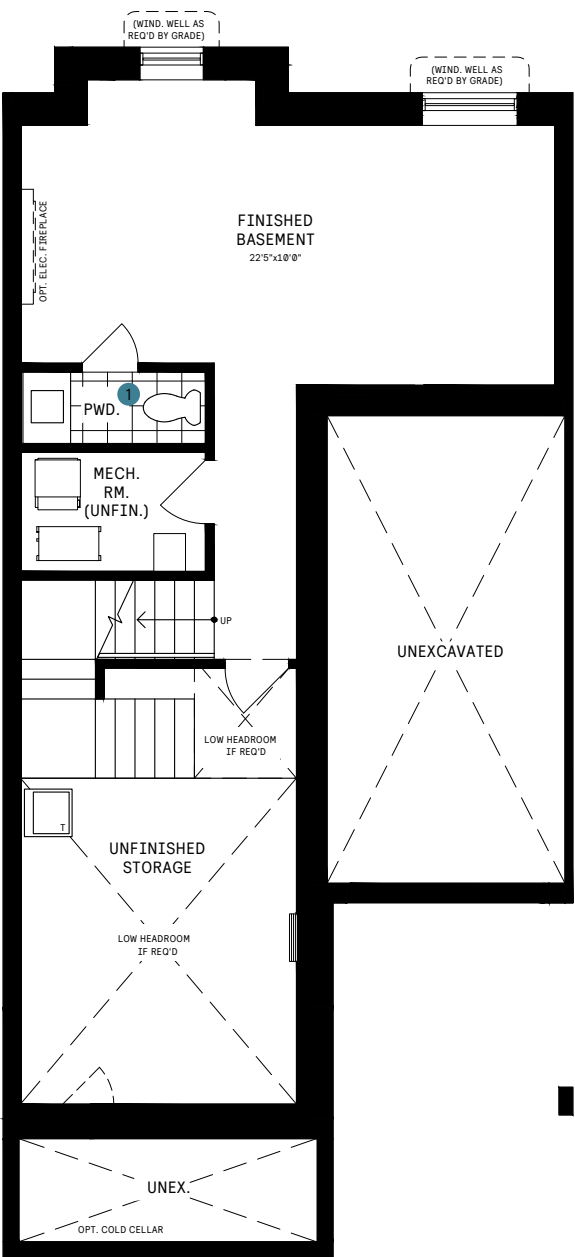 (WIND. WELL AS
REQ'D BY GRADE)
(WIND. WELL AS
REQ'D BY GRADE)
FINISHED
BASEMENT
22'5"x10'0"
OPT. ELEC. FIREPLACE
1
PWD.
MECH.
RM.
(UNFIN.)
UP
UNEXCAVATED
LOW HEADROOM
IF REQ'D
T
UNFINISHED
STORAGE
LOW HEADROOM
IF REQ'D
UNEX.
OPT. COLD CELLAR